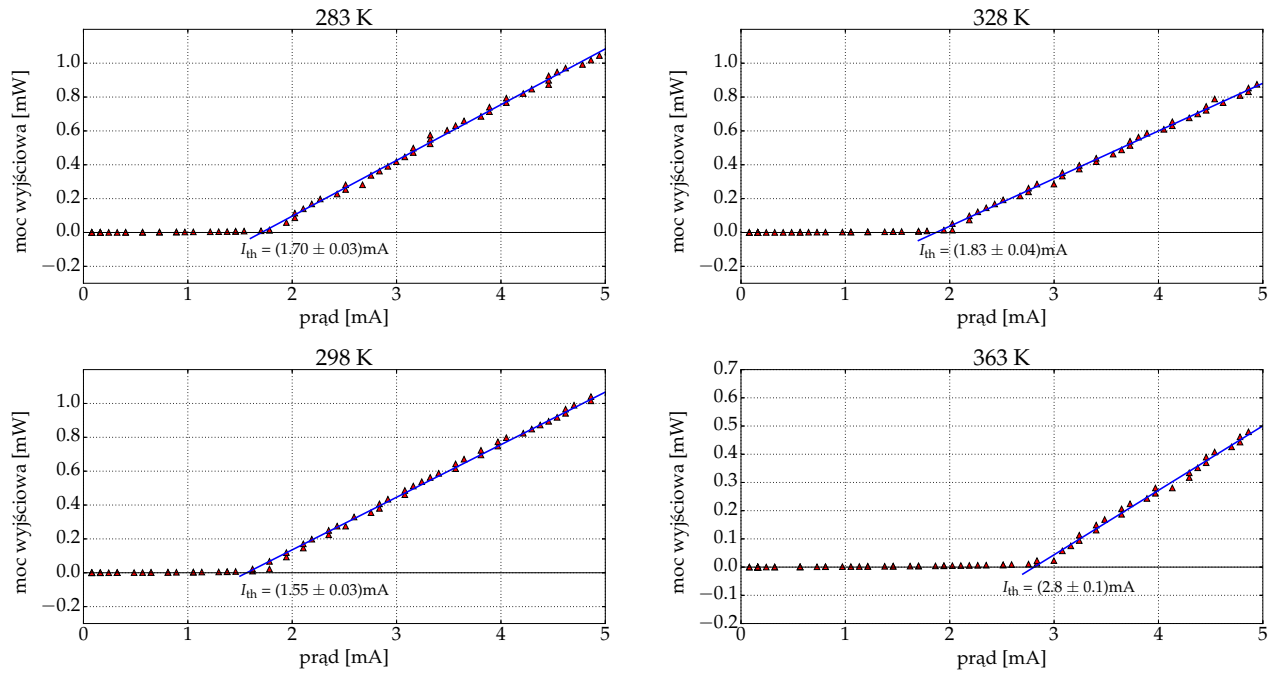 283 K
moc wyjściowa [mW]
1.0
0.8
0.6
0.4
0.2
0.0
−0.2
I_th = (1.70 ± 0.03)mA
0 1 2 3 4 5
prąd [mA]
328 K
moc wyjściowa [mW]
1.0
0.8
0.6
0.4
0.2
0.0
−0.2
I_th = (1.83 ± 0.04)mA
0 1 2 3 4 5
prąd [mA]
298 K
moc wyjściowa [mW]
1.0
0.8
0.6
0.4
0.2
0.0
−0.2
I_th = (1.55 ± 0.03)mA
0 1 2 3 4 5
prąd [mA]
363 K
moc wyjściowa [mW]
0.7
0.6
0.5
0.4
0.3
0.2
0.1
0.0
−0.1
−0.2
I_th = (2.8 ± 0.1)mA
0 1 2 3 4 5
prąd [mA]